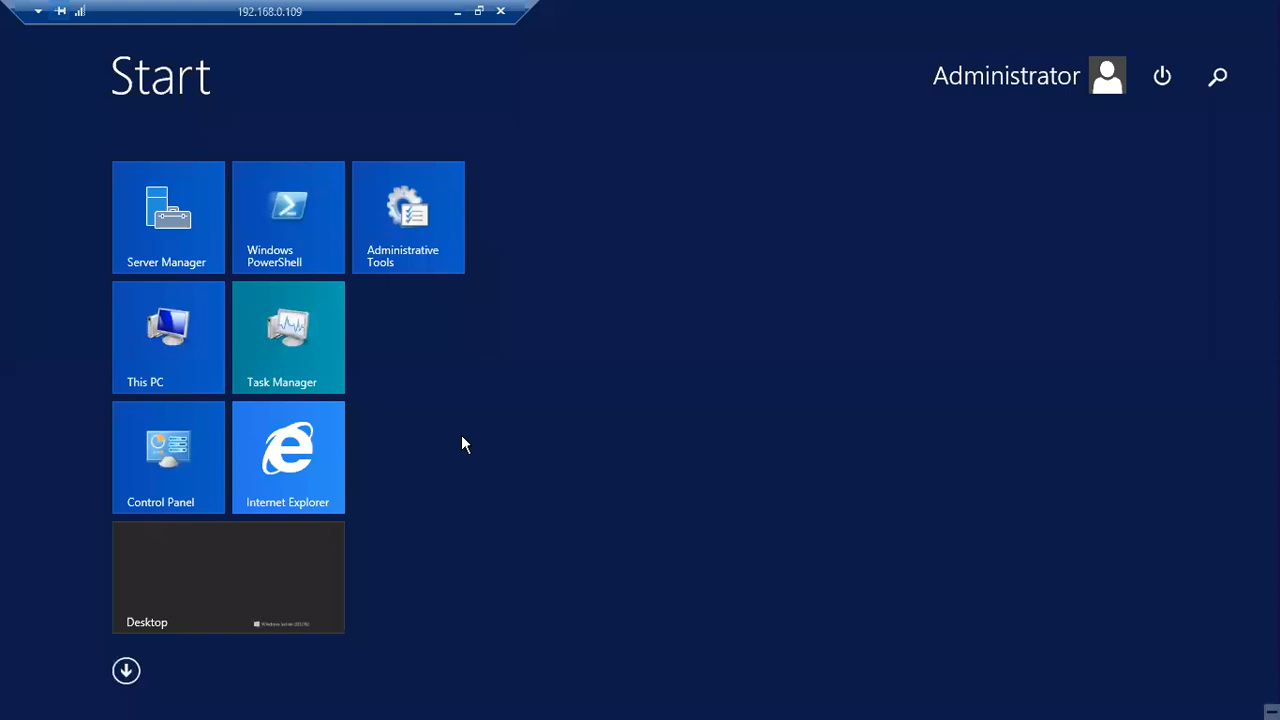 192.168.0.109
Start
Administrator
Server Manager
Windows
PowerShell
Administrative
Tools
This PC
Task Manager
Control Panel
Internet Explorer
Desktop